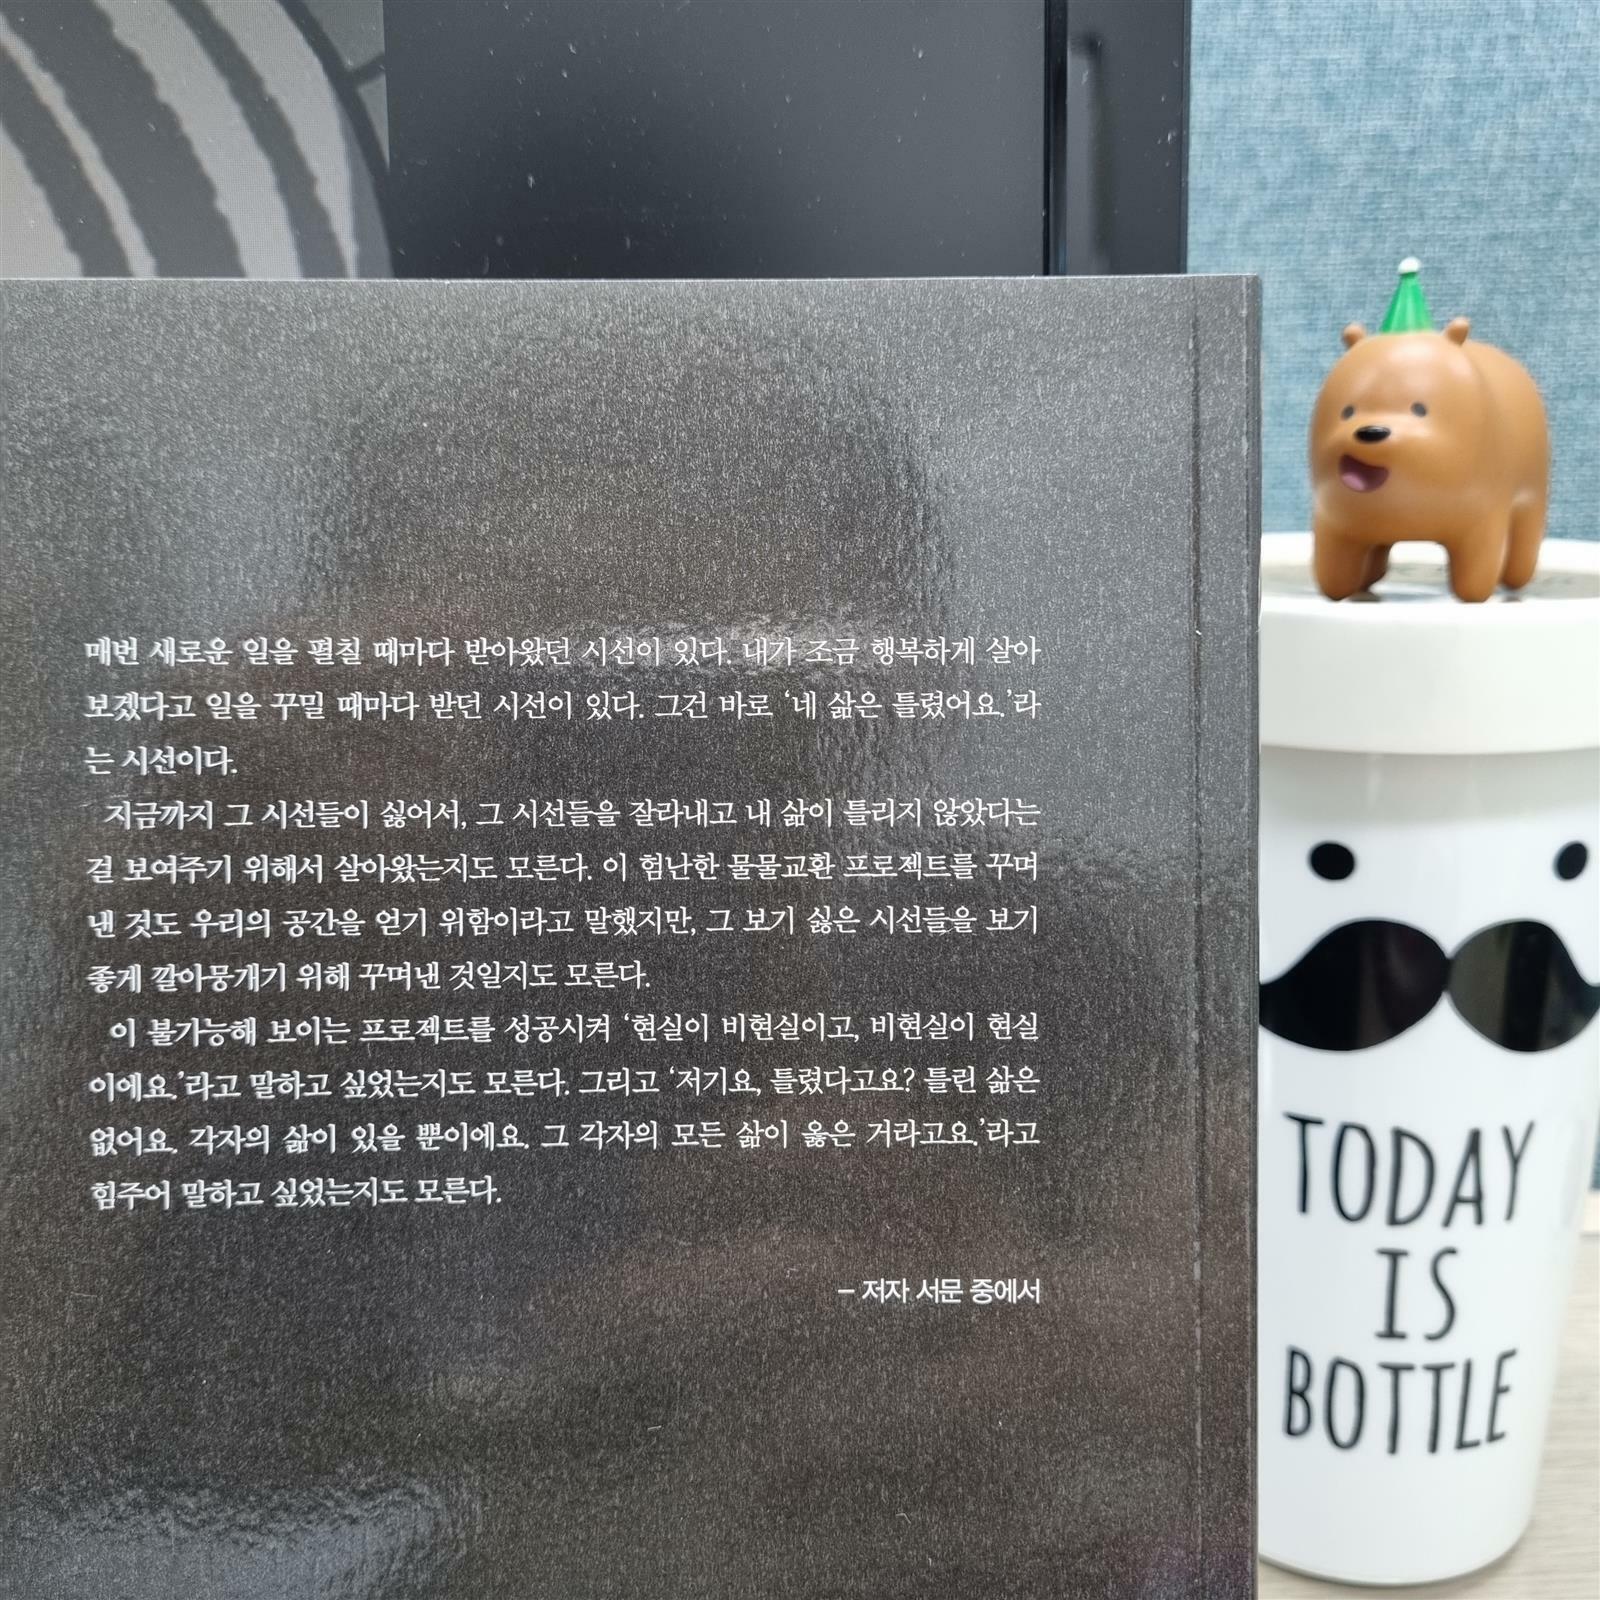 매번 새로운 일을 펼칠 때마다 받아왔던 시선이 있다. 내가 조금 행복하게 살아
보겠다고 일을 꾸밀 때마다 받던 시선이 있다. 그건 바로 ‘네 삶은 틀렸어요.’라
는 시선이다.
지금까지 그 시선들이 싫어서, 그 시선들을 잘라내고 내 삶이 틀리지 않았다는
걸 보여주기 위해서 살아왔는지도 모른다. 이 험난한 물물교환 프로젝트를 꾸며
낸 것도 우리의 공간을 얻기 위함이라고 말했지만, 그 보기 싫은 시선들을 보기
좋게 깔아뭉개기 위해 꾸며낸 것일지도 모른다.
이 불가능해 보이는 프로젝트를 성공시켜 ‘현실이 비현실이고, 비현실이 현실
이에요.’라고 말하고 싶었는지도 모른다. 그리고 ‘저기요, 틀렸다고요? 틀린 삶은
없어요. 각자의 삶이 있을 뿐이에요. 그 각자의 모든 삶이 옳은 거라고요.’라고
힘주어 말하고 싶었는지도 모른다.
– 저자 서문 중에서
TODAY
IS
BOTTLE